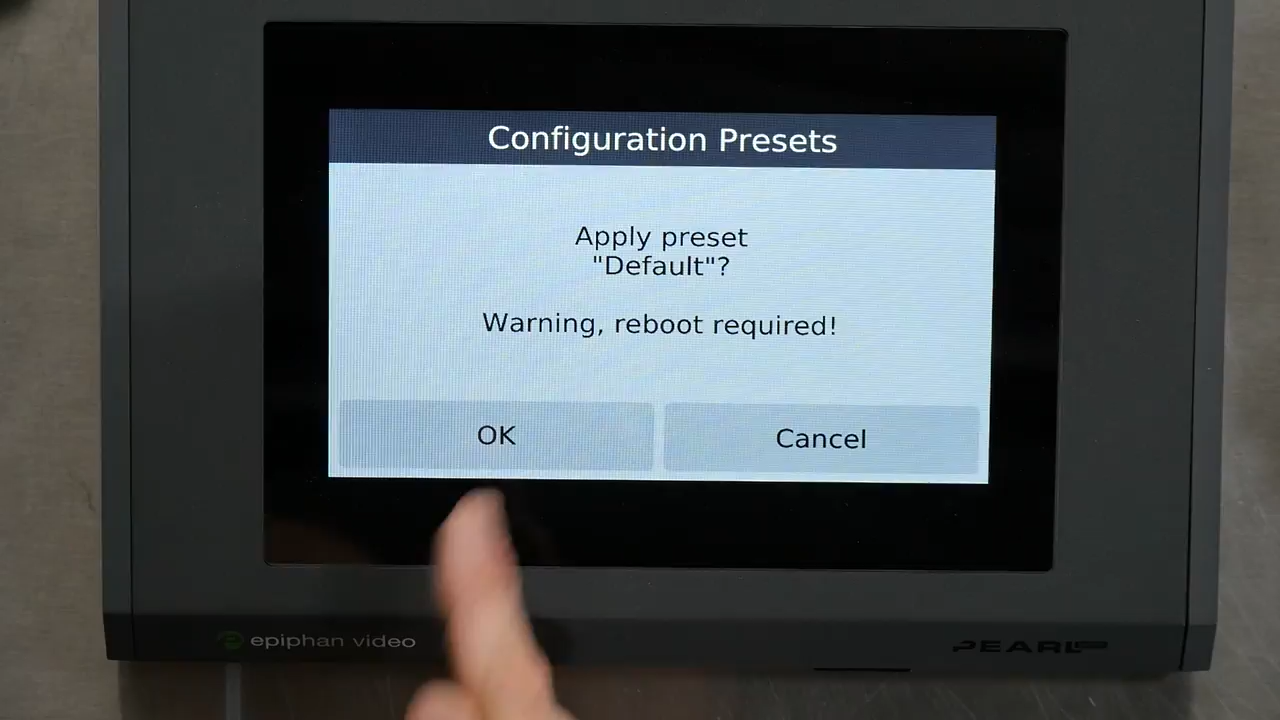 Configuration Presets
Apply preset
"Default"?
Warning, reboot required!
OK
Cancel
epiphan video
PEARL